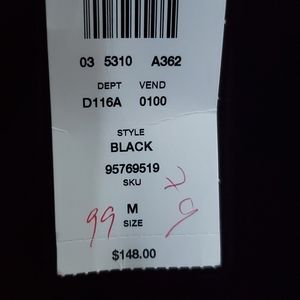 03 5310 A362
DEPT VEND
D116A 0100
STYLE
BLACK
95769519
SKU
99 M
SIZE
$148.00